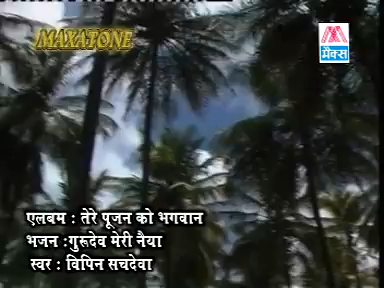 MAXATONE
मैक्स
एलबम : तेरे पूजन को भगवान
भजन :गुरूदेव मेरी नैया
स्वर : विपिन सचदेवा